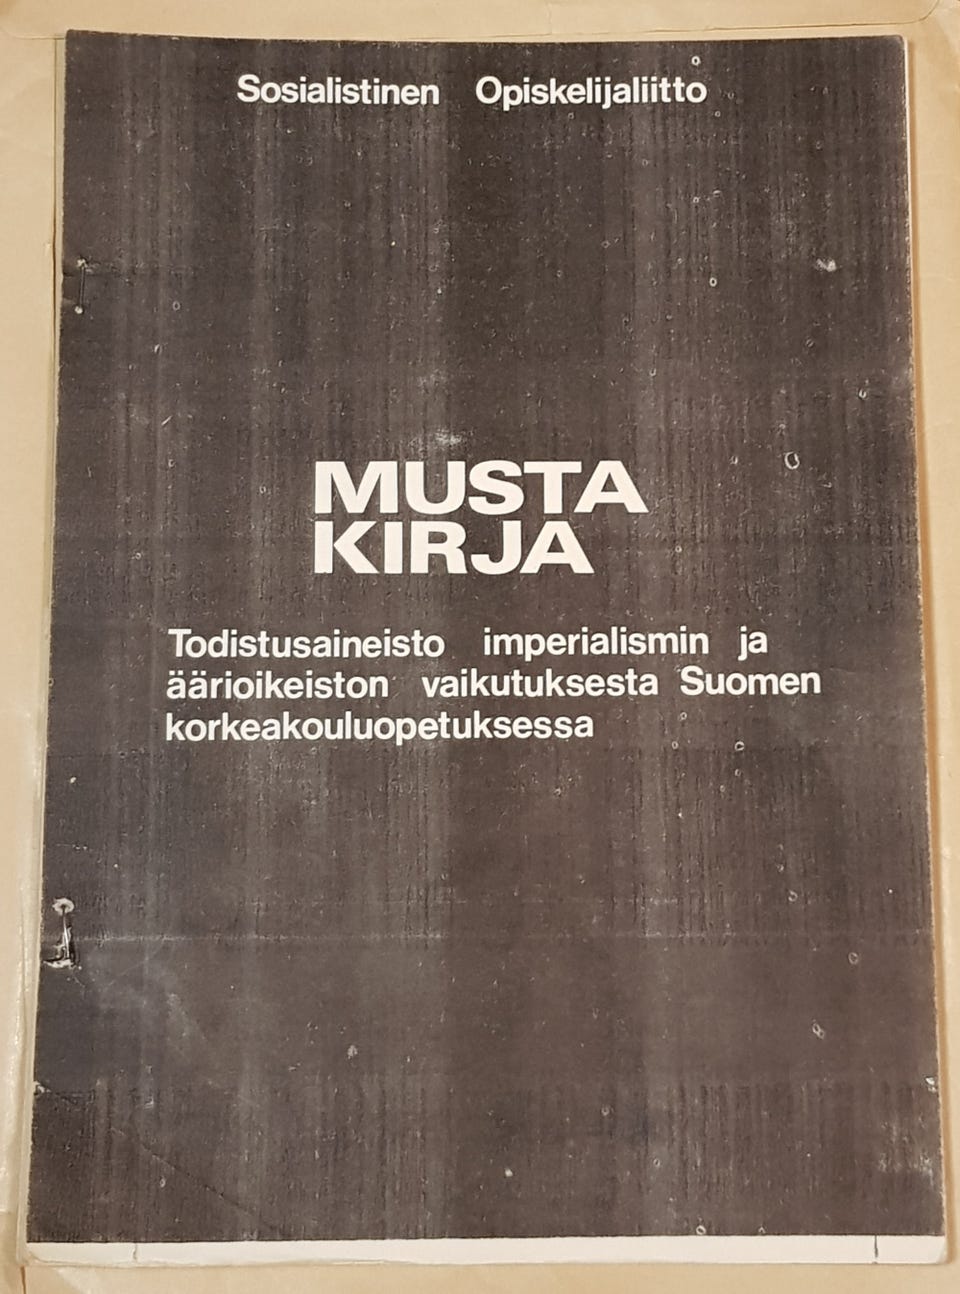 Sosialistinen Opiskelijaliitto
MUSTA
KIRJA
Todistusaineisto imperialismin ja
äärioikeiston vaikutuksesta Suomen
korkeakouluopetuksessa